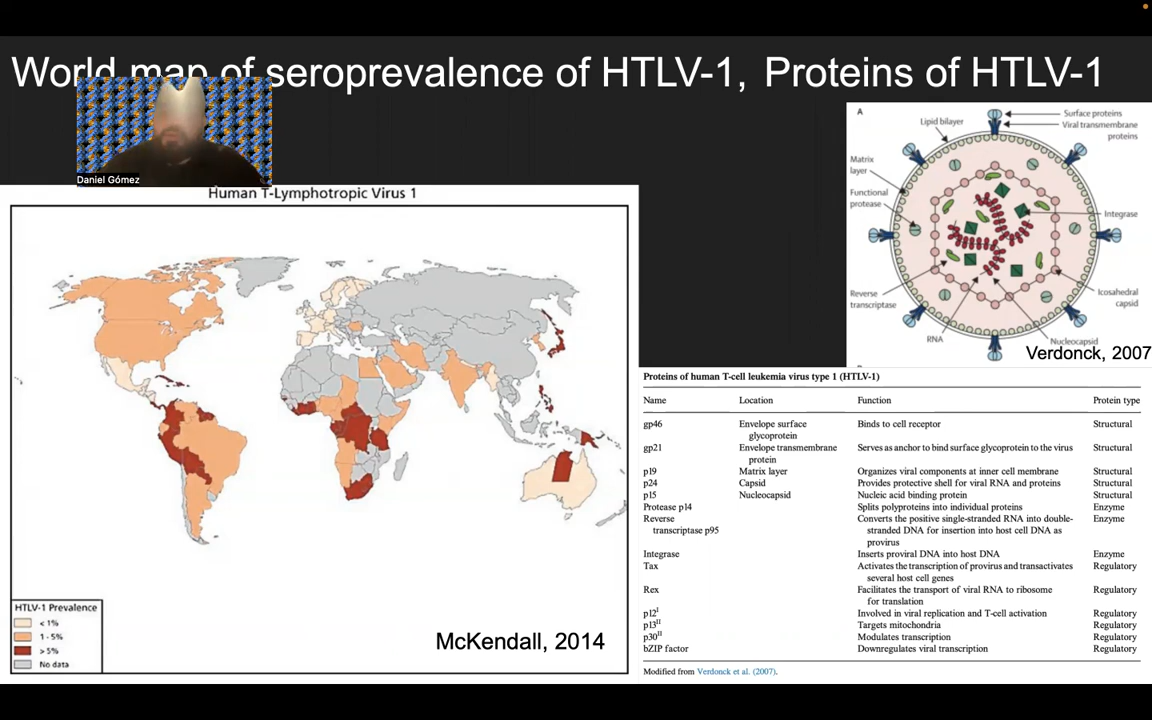 World map of seroprevalence of HTLV-1, Proteins of HTLV-1
Daniel Gómez
Human T-Lymphotropic Virus 1
HTLV-1 Prevalence
< 1%
1 - 5%
> 5%
No data
McKendall, 2014
A
Surface proteins
Lipid bilayer
Viral transmembrane
proteins
Matrix
layer
Functional
protease
Integrase
Reverse
transcriptase
Icosahedral
capsid
RNA
Nucleocapsid
Verdonck, 2007
Proteins of human T-cell leukemia virus type 1 (HTLV-1)
Name Location Function Protein type
gp46 Envelope surface Binds to cell receptor Structural
glycoprotein
gp21 Envelope transmembrane Serves as anchor to bind surface glycoprotein to the virus Structural
protein
p19 Matrix layer Organizes viral components at inner cell membrane Structural
p24 Capsid Provides protective shell for viral RNA and proteins Structural
p15 Nucleocapsid Nucleic acid binding protein Structural
Protease p14 Splits polyproteins into individual proteins Enzyme
Reverse Converts the positive single-stranded RNA into double- Enzyme
transcriptase p95 stranded DNA for insertion into host cell DNA as
provirus
Integrase Inserts proviral DNA into host DNA Enzyme
Tax Activates the transcription of provirus and transactivates Regulatory
several host cell genes
Rex Facilitates the transport of viral RNA to ribosome Regulatory
for translation
p12I Involved in viral replication and T-cell activation Regulatory
p13II Targets mitochondria Regulatory
p30II Modulates transcription Regulatory
bZIP factor Downregulates viral transcription Regulatory
Modified from Verdonck et al. (2007).